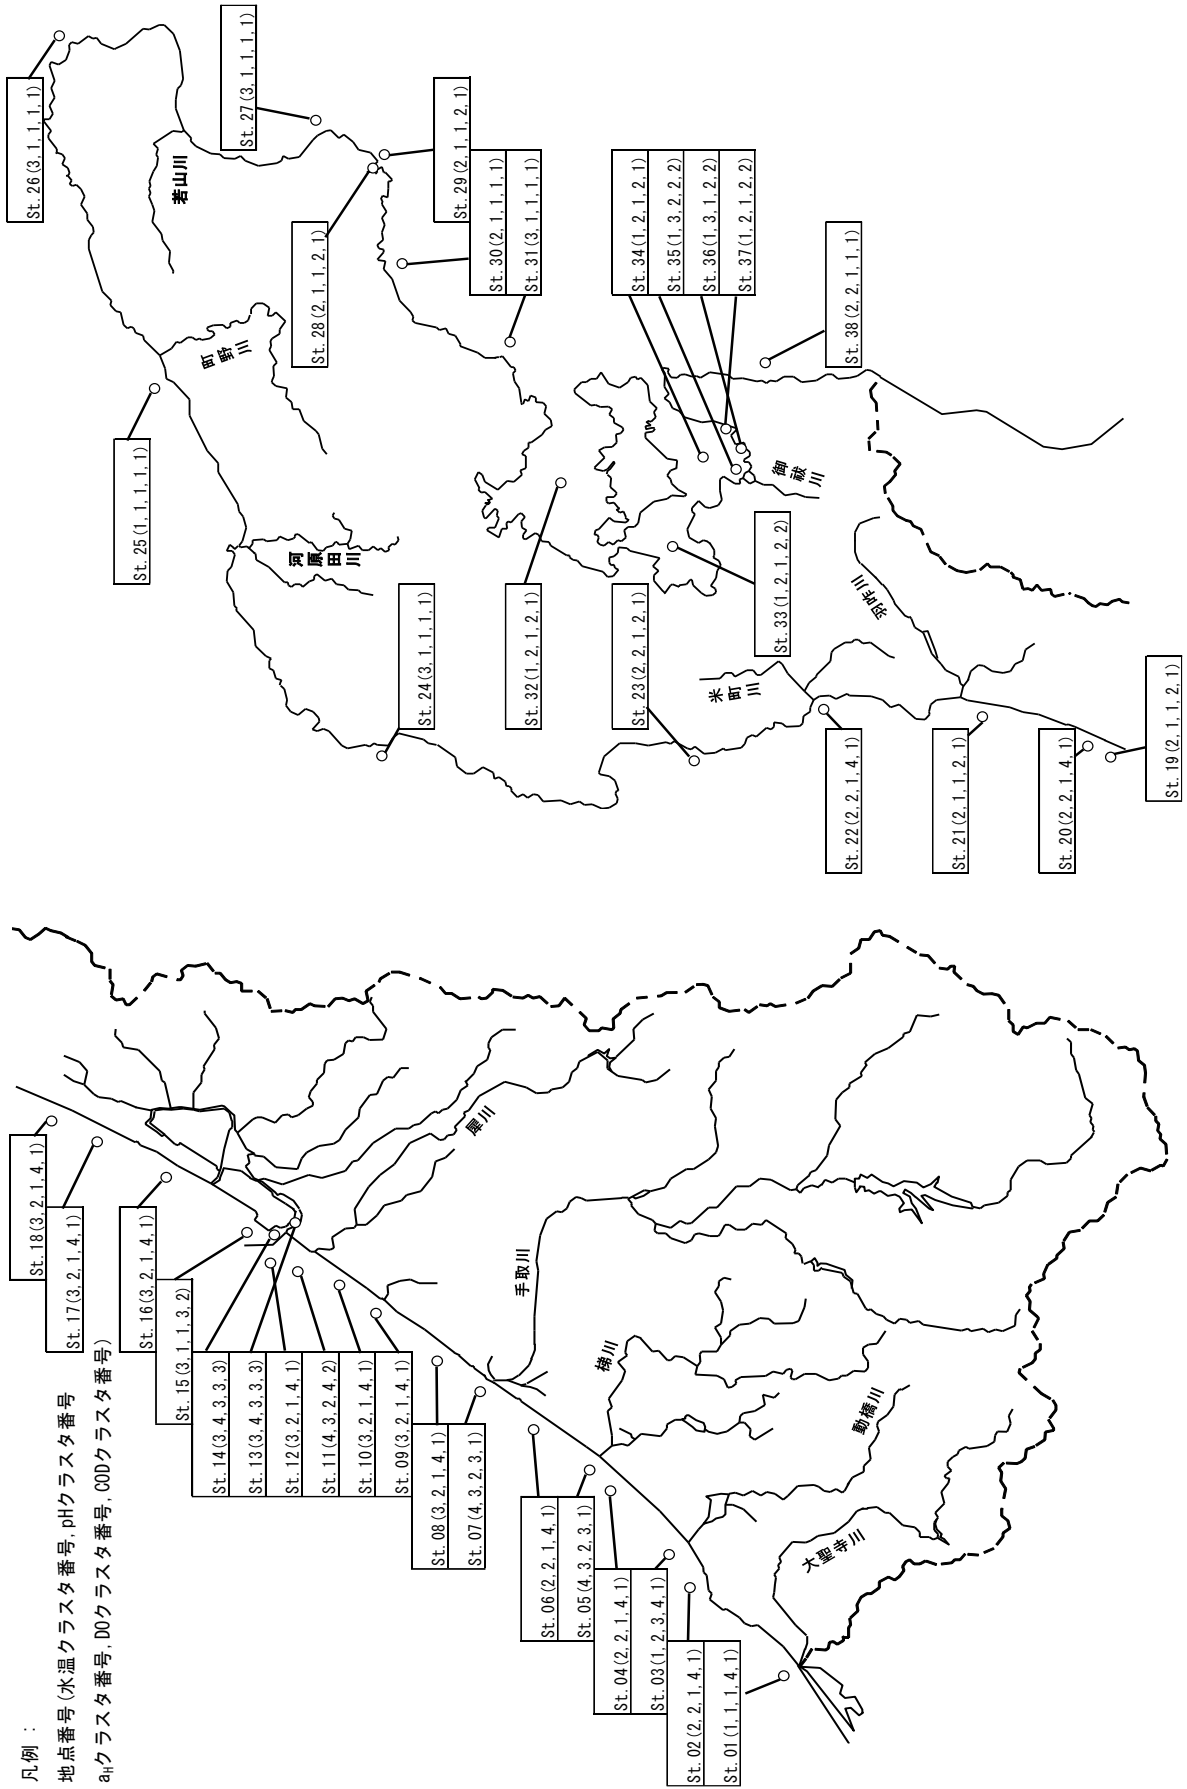 凡例：
地点番号(水温クラスタ番号,pHクラスタ番号
aHクラスタ番号,DOクラスタ番号,CODクラスタ番号)
St.01(1,1,1,4,1)
St.02(2,2,1,4,1)
St.03(1,2,3,4,1)
St.04(2,2,1,4,1)
St.05(4,3,2,3,1)
St.06(2,2,1,4,1)
St.07(4,3,2,3,1)
St.08(3,2,1,4,1)
St.09(3,2,1,4,1)
St.10(3,2,1,4,1)
St.11(4,3,2,4,2)
St.12(3,2,1,4,1)
St.13(3,4,3,3,3)
St.14(3,4,3,3,3)
St.15(3,1,1,3,2)
St.16(3,2,1,4,1)
St.17(3,2,1,4,1)
St.18(3,2,1,4,1)
大聖寺川
動橋川
梯川
手取川
犀川
St.19(2,1,1,2,1)
St.20(2,2,1,4,1)
St.21(2,1,1,2,1)
St.22(2,2,1,4,1)
St.23(2,2,1,2,1)
St.24(3,1,1,1,1)
St.25(1,1,1,1,1)
St.26(3,1,1,1,1)
St.27(3,1,1,1,1)
St.28(2,1,1,2,1)
St.29(2,1,1,2,1)
St.30(2,1,1,1,1)
St.31(3,1,1,1,1)
St.32(1,2,1,2,1)
St.33(1,2,1,2,2)
St.34(1,2,1,2,1)
St.35(1,3,2,2,2)
St.36(1,3,1,2,2)
St.37(1,2,1,2,2)
St.38(2,2,1,1,1)
羽咋川
米町川
御祓川
河原田川
町野川
若山川